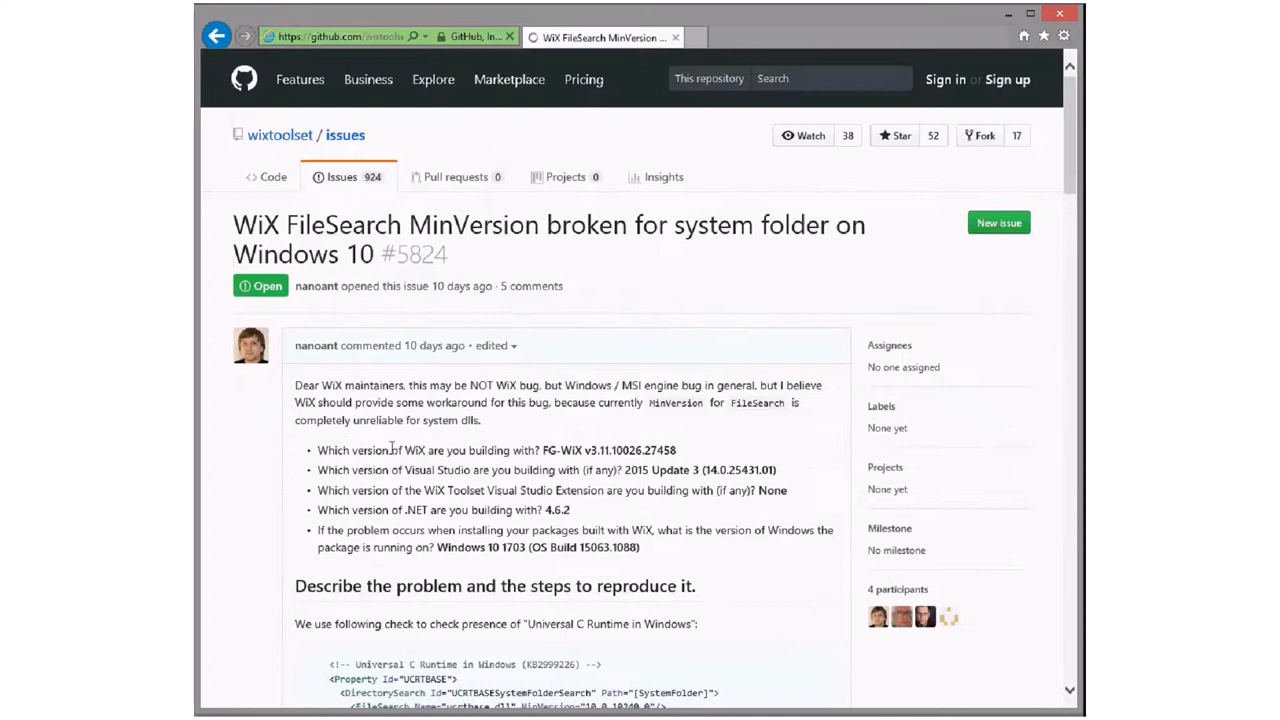 https://github.com/wixtoolse
GitHub, In...
WiX FileSearch MinVersion ...
Features Business Explore Marketplace Pricing This repository Search Sign in or Sign up
wixtoolset / issues
Watch 38 Star 52 Fork 17
<> Code Issues 924 Pull requests 0 Projects 0 Insights
WiX FileSearch MinVersion broken for system folder on
Windows 10 #5824
New issue
Open nanoant opened this issue 10 days ago · 5 comments
nanoant commented 10 days ago • edited
Dear WiX maintainers, this may be NOT WiX bug, but Windows / MSI engine bug in general, but I believe
WiX should provide some workaround for this bug, because currently MinVersion for FileSearch is
completely unreliable for system dlls.
• Which version of WiX are you building with? FG-WiX v3.11.10026.27458
• Which version of Visual Studio are you building with (if any)? 2015 Update 3 (14.0.25431.01)
• Which version of the WiX Toolset Visual Studio Extension are you building with (if any)? None
• Which version of .NET are you building with? 4.6.2
• If the problem occurs when installing your packages built with WiX, what is the version of Windows the
package is running on? Windows 10 1703 (OS Build 15063.1088)
Describe the problem and the steps to reproduce it.
We use following check to check presence of "Universal C Runtime in Windows":
<!-- Universal C Runtime in Windows (KB2999226) -->
<Property Id="UCRTBASE">
<DirectorySearch Id="UCRTBASESystemFolderSearch" Path="[SystemFolder]">
<FileSearch Name="ucrtbase.dll" MinVersion="10.0.10240.0"/>
Assignees
No one assigned
Labels
None yet
Projects
None yet
Milestone
No milestone
4 participants